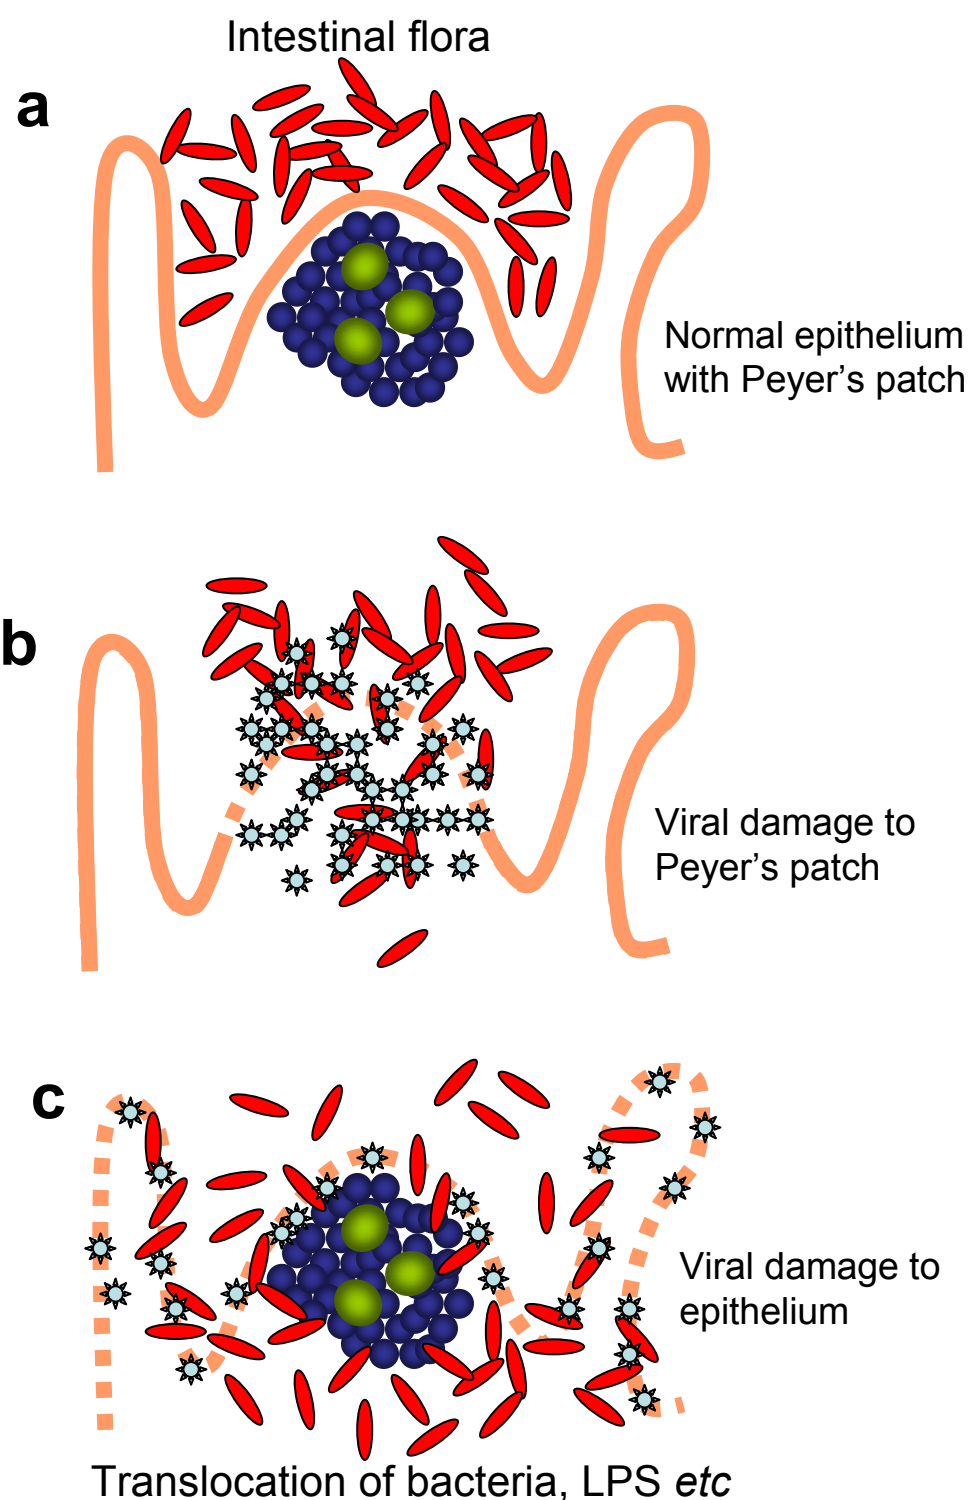 Intestinal flora
a
Normal epithelium
with Peyer’s patch
b
Viral damage to
Peyer’s patch
c
Viral damage to
epithelium
Translocation of bacteria, LPS etc